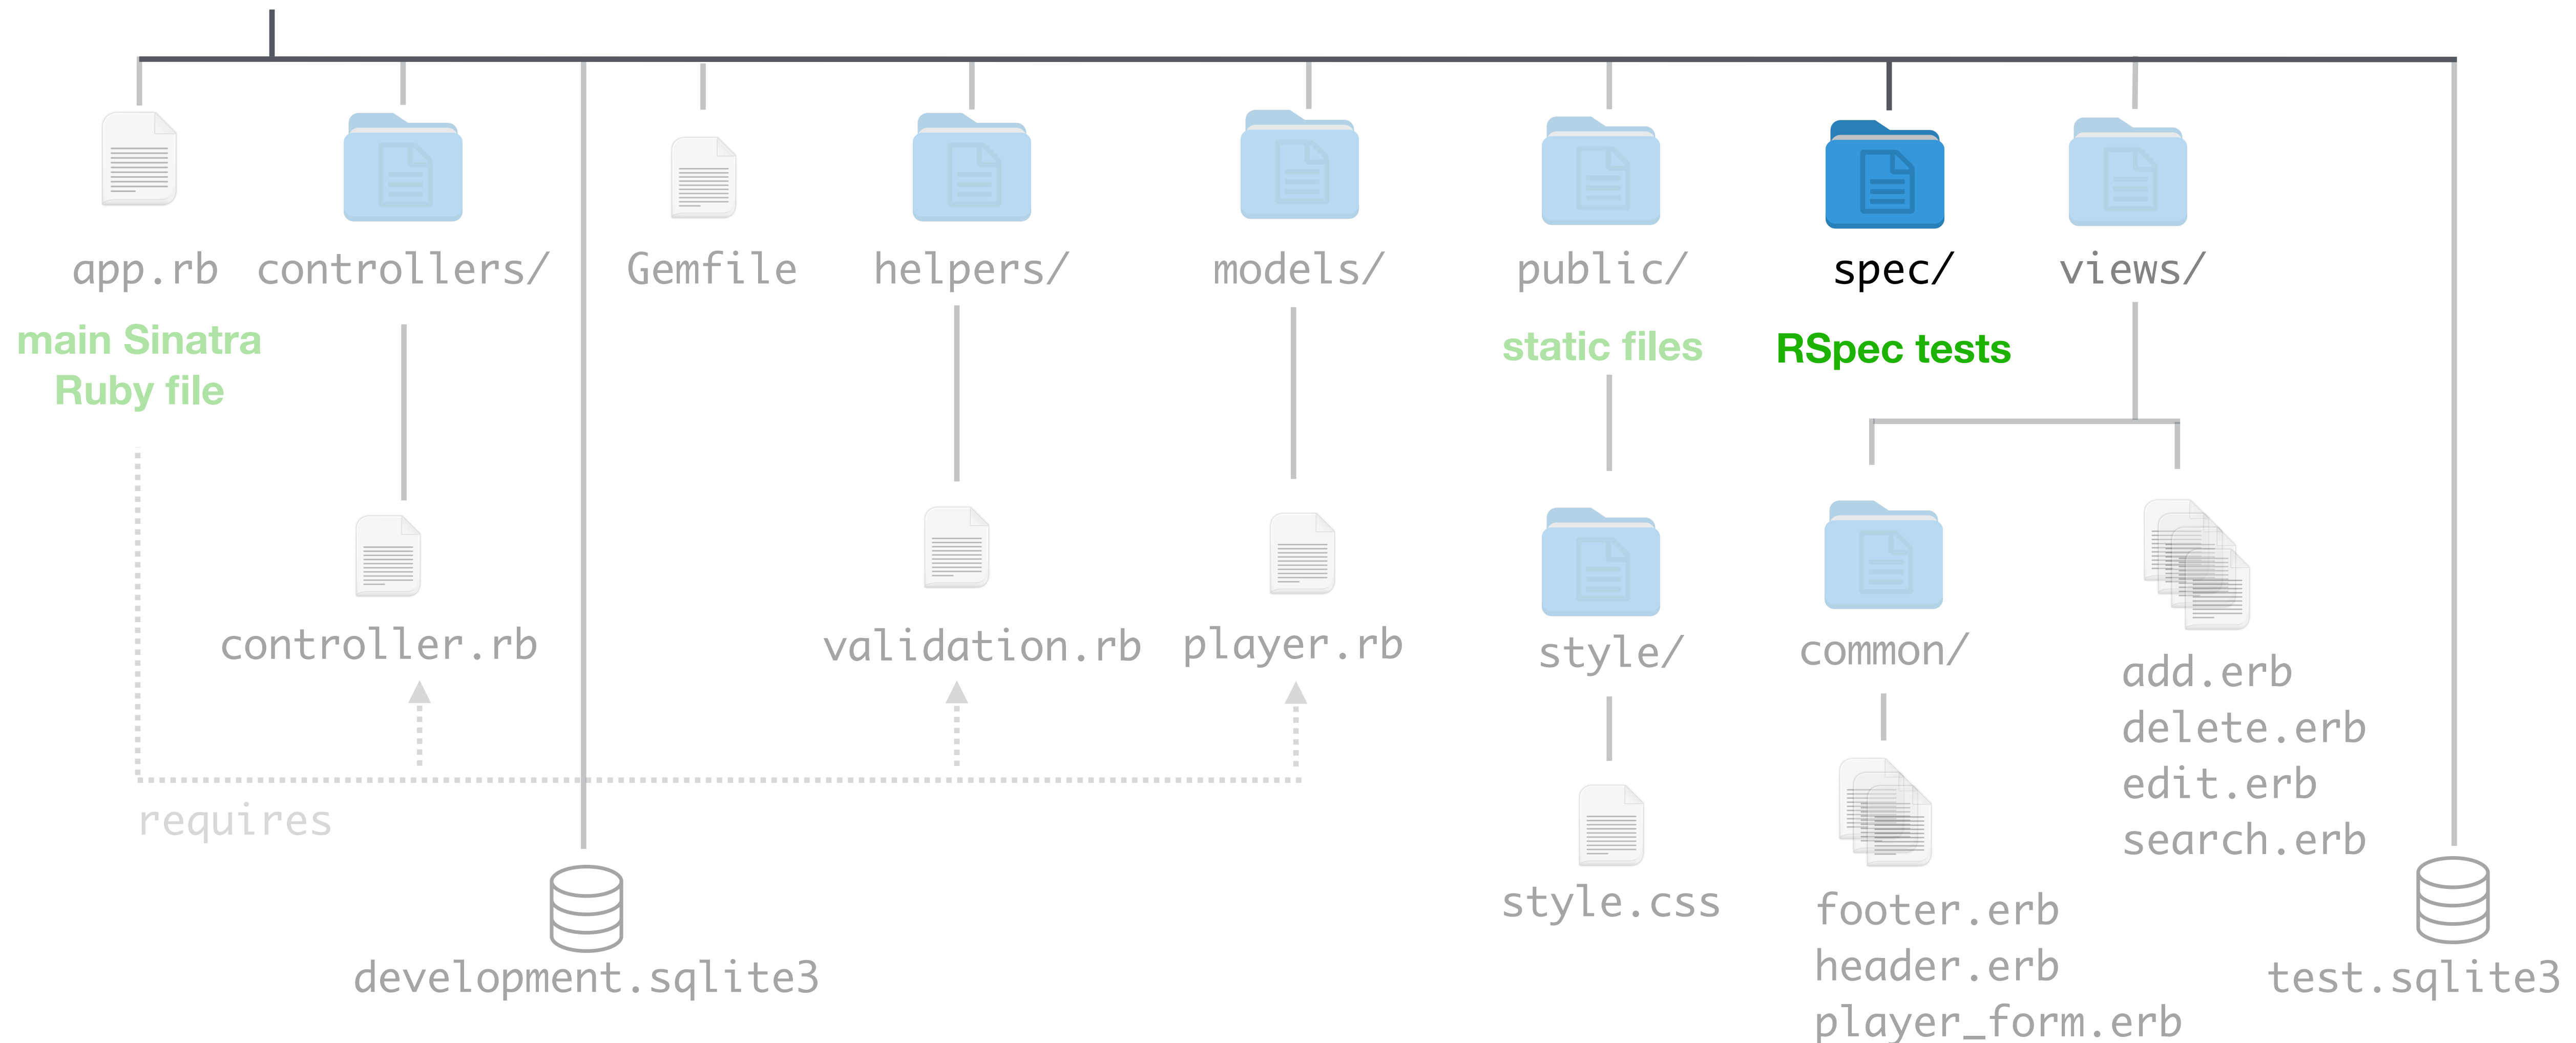 app.rb
controllers/
Gemfile
helpers/
models/
public/
spec/
views/
main Sinatra
Ruby file
static files
RSpec tests
controller.rb
validation.rb
player.rb
style/
common/
add.erb
delete.erb
edit.erb
search.erb
requires
style.css
footer.erb
header.erb
player_form.erb
development.sqlite3
test.sqlite3